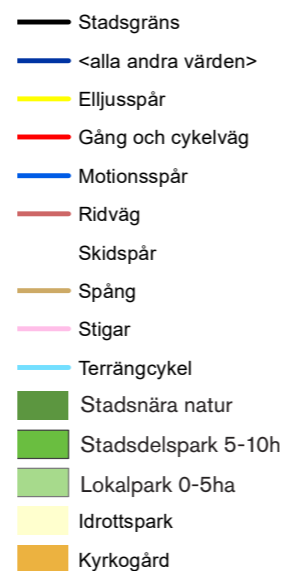 Stadsgräns
<alla andra värden>
Elljusspår
Gång och cykelväg
Motionsspår
Ridväg
Skidspår
Spång
Stigar
Terrängcykel
Stadsnära natur
Stadsdelspark 5-10h
Lokalpark 0-5ha
Idrottspark
Kyrkogård